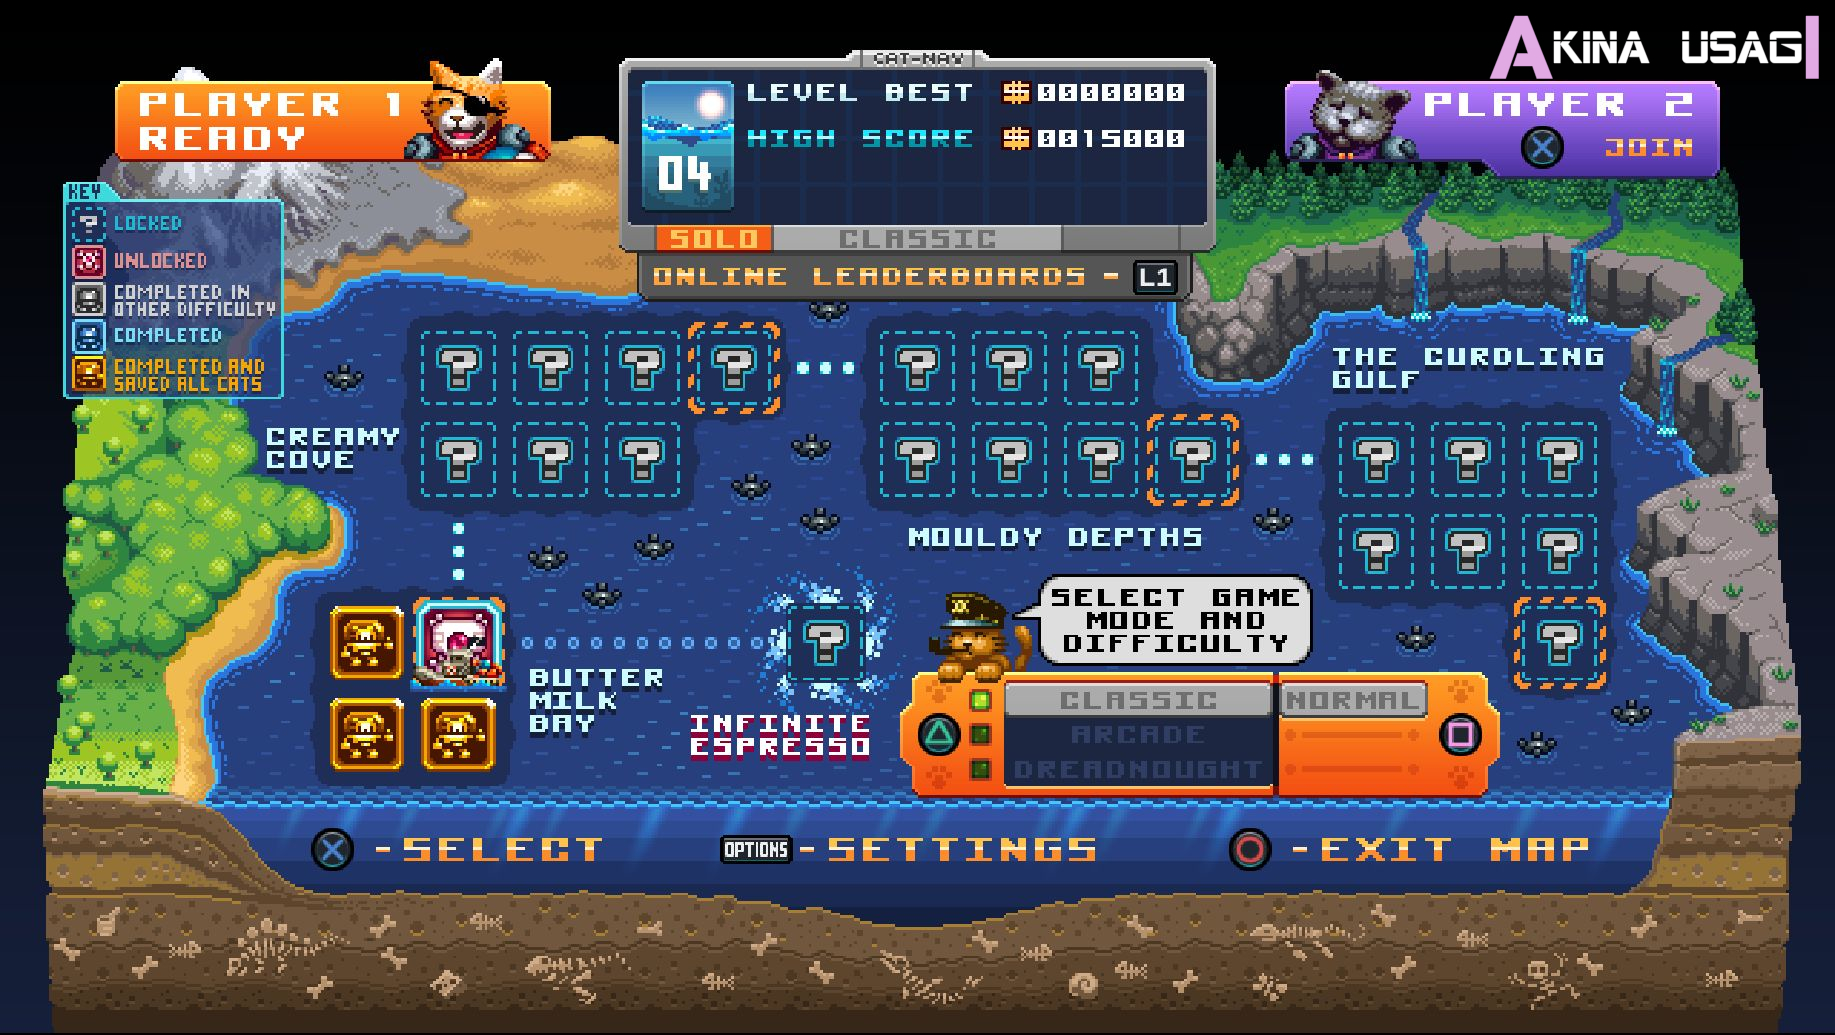 AKINA USAGI
CAT-NAV
PLAYER 1
READY
LEVEL BEST $0000000
HIGH SCORE $0015000
04
SOLO CLASSIC
ONLINE LEADERBOARDS - L1
PLAYER 2
JOIN
KEY
? LOCKED
UNLOCKED
COMPLETED IN
OTHER DIFFICULTY
COMPLETED
COMPLETED AND
SAVED ALL CATS
? ? ? ? ? ? ?
THE CURDLING
GULF
CREAMY
COVE
? ? ? ? ? ? ? ? ? ?
MOULDY DEPTHS
? ? ?
SELECT GAME
MODE AND
DIFFICULTY
? ?
BUTTER
MILK
BAY
INFINITE
ESPRESSO
CLASSIC NORMAL
ARCADE
DREADNOUGHT
-SELECT
OPTIONS-SETTINGS
-EXIT MAP